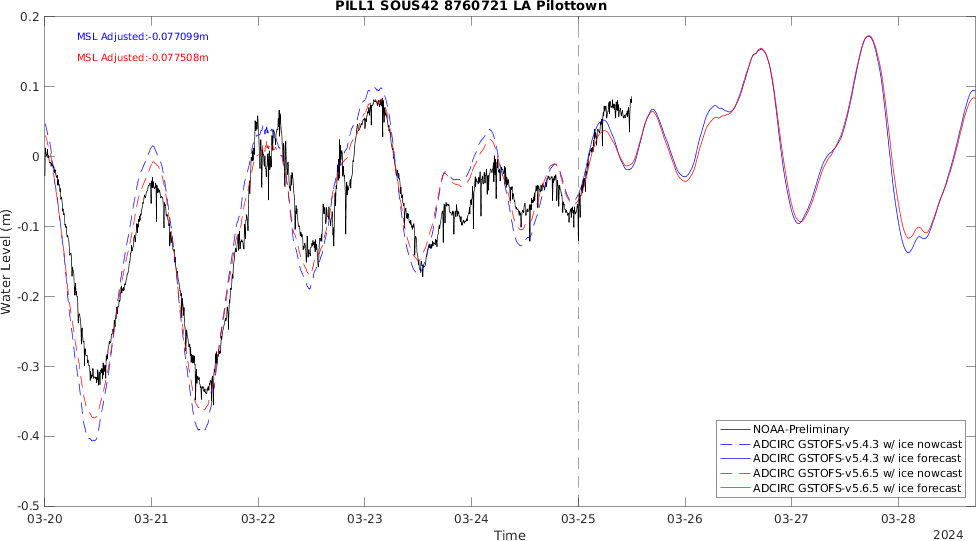 PILL1 SOUS42 8760721 LA Pilottown
MSL Adjusted:-0.077099m
MSL Adjusted:-0.077508m
0.2
0.1
0
-0.1
-0.2
-0.3
-0.4
-0.5
Water Level (m)
NOAA-Preliminary
ADCIRC GSTOFS-v5.4.3 w/ ice nowcast
ADCIRC GSTOFS-v5.4.3 w/ ice forecast
ADCIRC GSTOFS-v5.6.5 w/ ice nowcast
ADCIRC GSTOFS-v5.6.5 w/ ice forecast
03-20 03-21 03-22 03-23 03-24 03-25 03-26 03-27 03-28
Time
2024